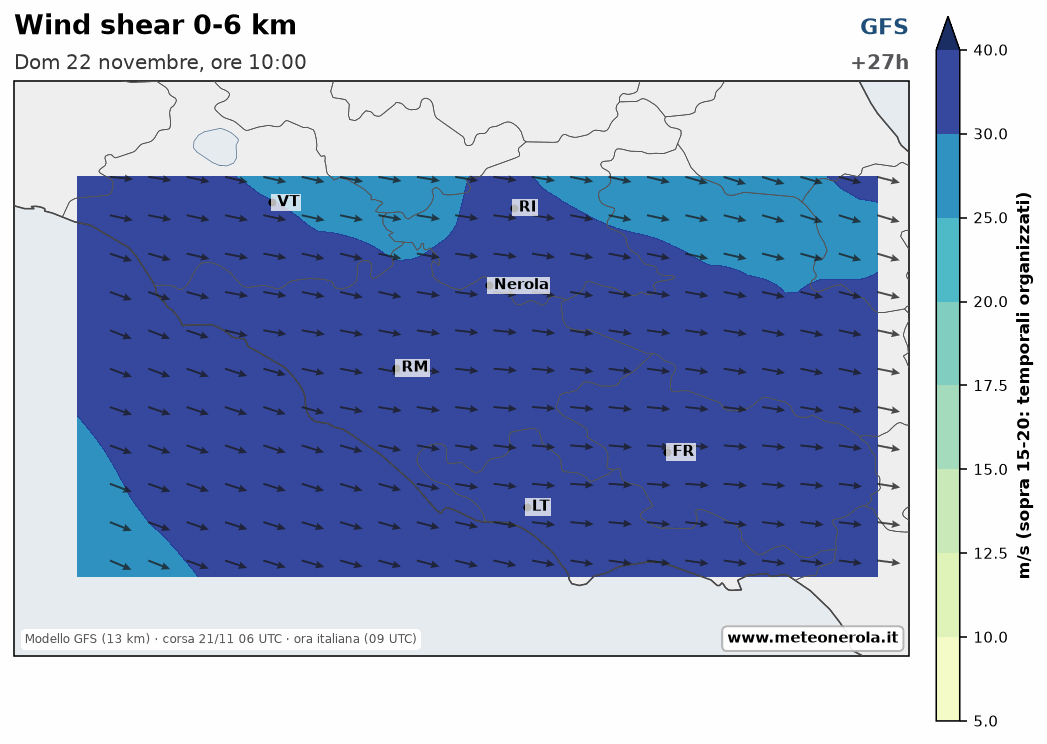 Wind shear 0-6 km
GFS
Dom 22 novembre, ore 10:00
+27h
VT
RI
Nerola
RM
FR
LT
Modello GFS (13 km) · corsa 21/11 06 UTC · ora italiana (09 UTC)
www.meteonerola.it
40.0
30.0
25.0
20.0
17.5
15.0
12.5
10.0
5.0
m/s (sopra 15-20: temporali organizzati)